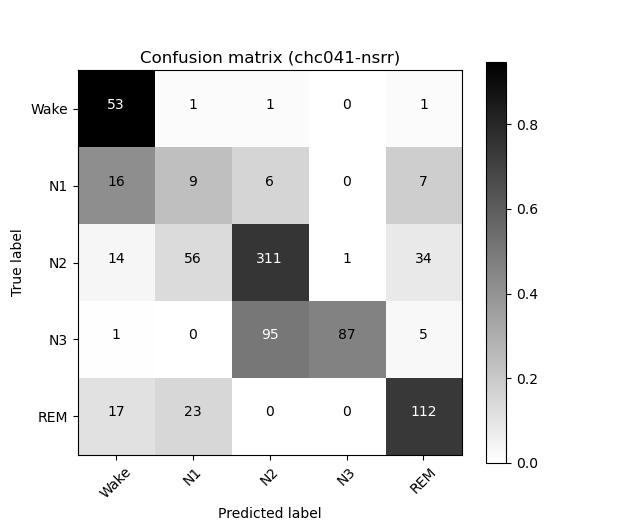 Confusion matrix (chc041-nsrr)
Wake 53 1 1 0 1
N1 16 9 6 0 7
N2 14 56 311 1 34
N3 1 0 95 87 5
REM 17 23 0 0 112
Wake N1 N2 N3 REM
Predicted label
True label
0.8
0.6
0.4
0.2
0.0